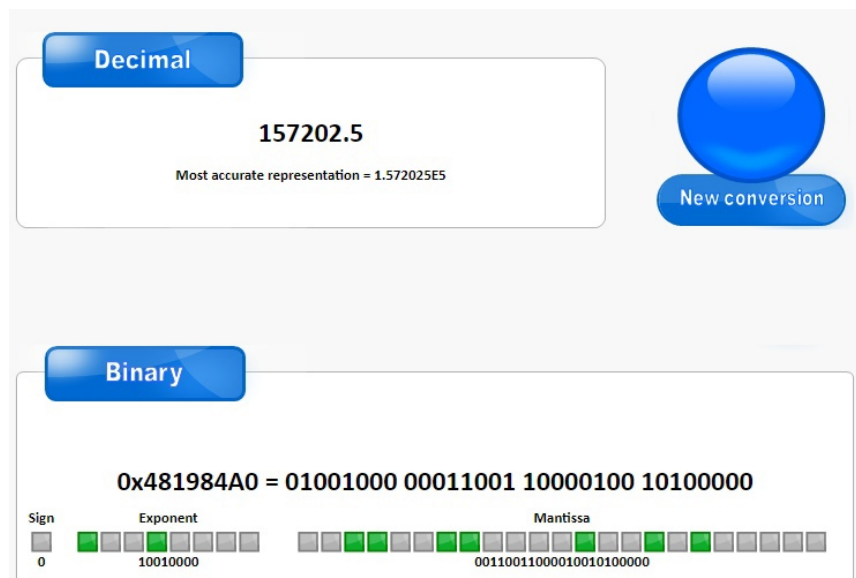 Decimal
157202.5
Most accurate representation = 1.572025E5
New conversion
Binary
0x481984A0 = 01001000 00011001 10000100 10100000
Sign Exponent Mantissa
0 10010000 00110011000010010100000